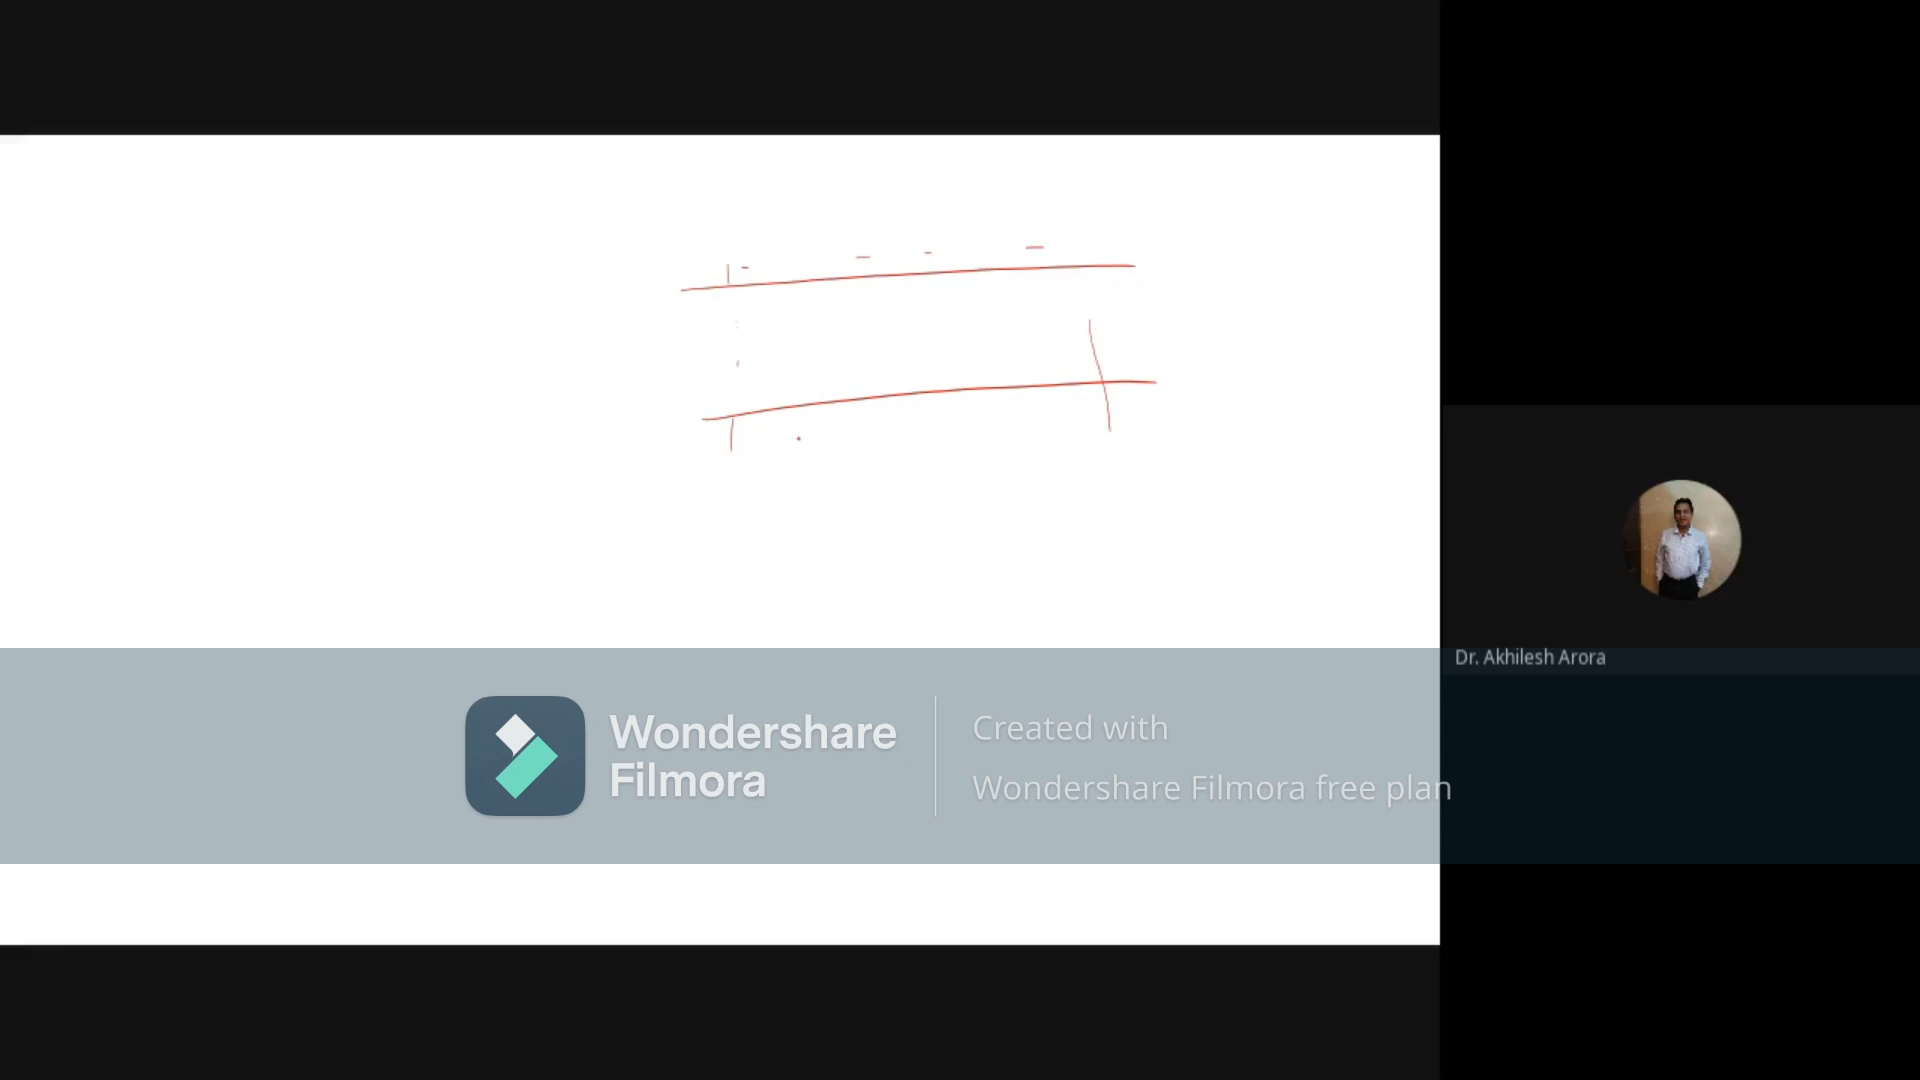 Dr. Akhilesh Arora
Wondershare
Filmora
Created with
Wondershare Filmora free plan